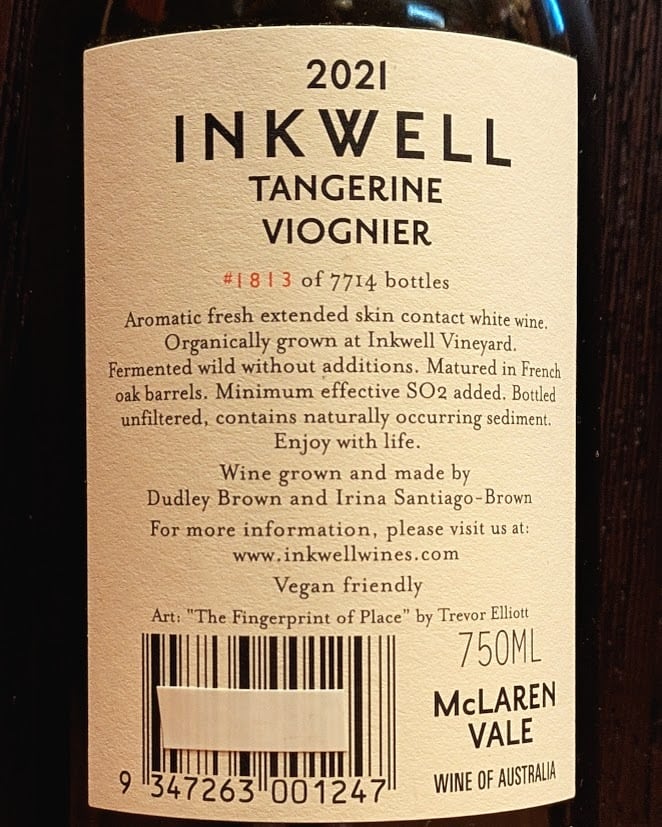 2021
INKWELL
TANGERINE
VIOGNIER
#1813 of 7714 bottles
Aromatic fresh extended skin contact white wine.
Organically grown at Inkwell Vineyard.
Fermented wild without additions. Matured in French
oak barrels. Minimum effective SO2 added. Bottled
unfiltered, contains naturally occurring sediment.
Enjoy with life.
Wine grown and made by
Dudley Brown and Irina Santiago-Brown
For more information, please visit us at:
www.inkwellwines.com
Vegan friendly
Art: "The Fingerprint of Place" by Trevor Elliott
750ML
McLAREN
VALE
WINE OF AUSTRALIA
9 347263 001247